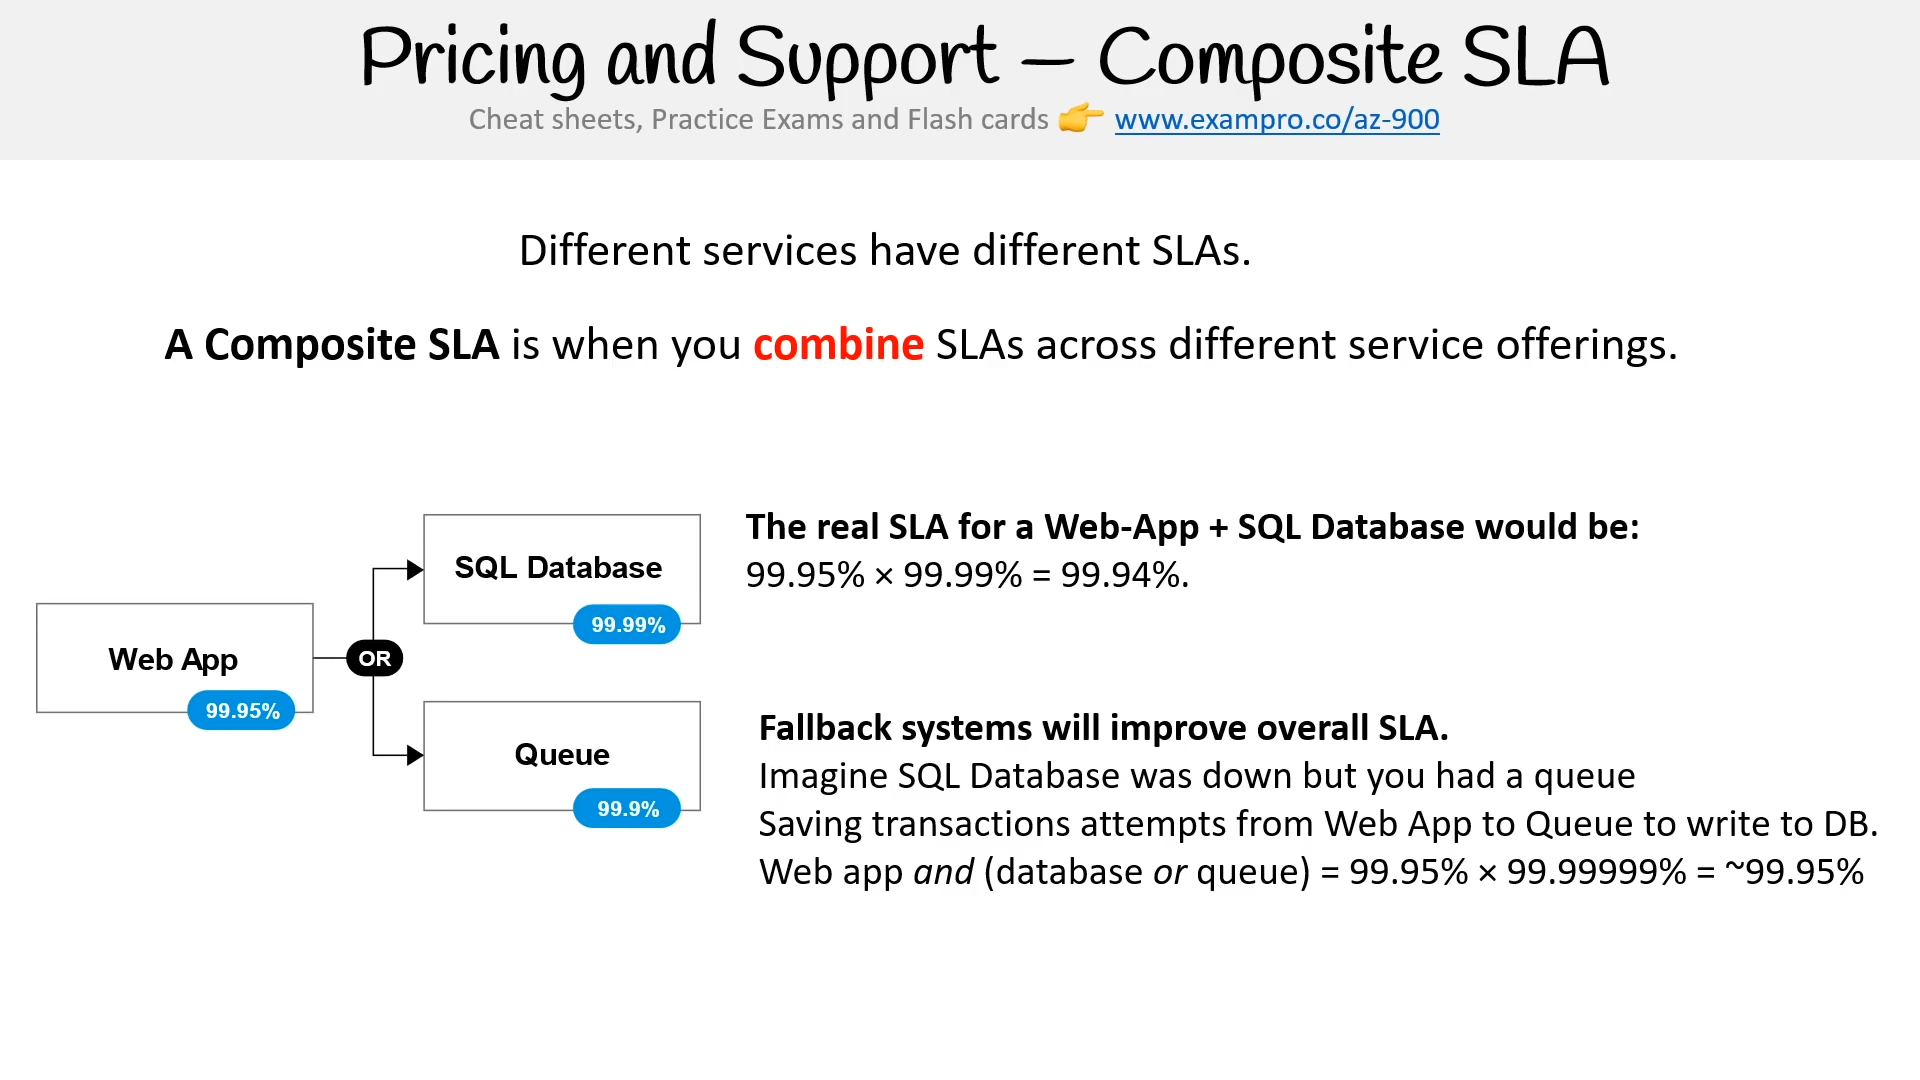 Pricing and Support – Composite SLA
Cheat sheets, Practice Exams and Flash cards 👉 www.exampro.co/az-900
Different services have different SLAs.
A Composite SLA is when you combine SLAs across different service offerings.
Web App
99.95%
OR
SQL Database
99.99%
Queue
99.9%
The real SLA for a Web-App + SQL Database would be:
99.95% × 99.99% = 99.94%.
Fallback systems will improve overall SLA.
Imagine SQL Database was down but you had a queue
Saving transactions attempts from Web App to Queue to write to DB.
Web app and (database or queue) = 99.95% × 99.99999% = ~99.95%